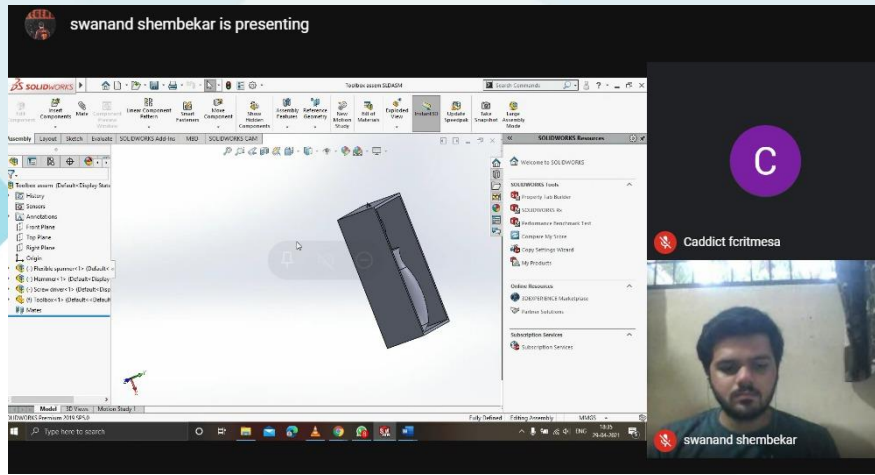 swanand shembekar is presenting
SOLIDWORKS
Toolbox assem SLDASM
Search Commands
Insert Components
Mate
Linear Component Pattern
Smart Fasteners
Move Component
Show Hidden Components
Assembly Features
Reference Geometry
New Motion Study
Bill of Materials
Exploded View
Instant3D
Update Speedpak
Take Snapshot
Large Assembly Mode
Assembly Layout Sketch Evaluate SOLIDWORKS Add-Ins MBD SOLIDWORKS CAM
SOLIDWORKS Resources
Toolbox assem (Default<Display State
History
Sensors
Annotations
Front Plane
Top Plane
Right Plane
Origin
(-) Flexible spanner<1> (Default<
(-) Hammer<1> (Default<Display
(-) Screw driver<1> (Default<Disp
(f) Toolbox<1> (Default<<Default
Mates
Welcome to SOLIDWORKS
SOLIDWORKS Tools
Property Tab Builder
SOLIDWORKS Rx
Performance Benchmark Test
Compare My Score
Copy Settings Wizard
My Products
Online Resources
3DEXPERIENCE Marketplace
Partner Solutions
Subscription Services
Subscription Services
Model 3D Views Motion Study 1
SOLIDWORKS Premium 2019 SP5.0
Fully Defined Editing Assembly MMGS
Type here to search
ENG
29-04-2021
C
Caddict fcritmesa
swanand shembekar